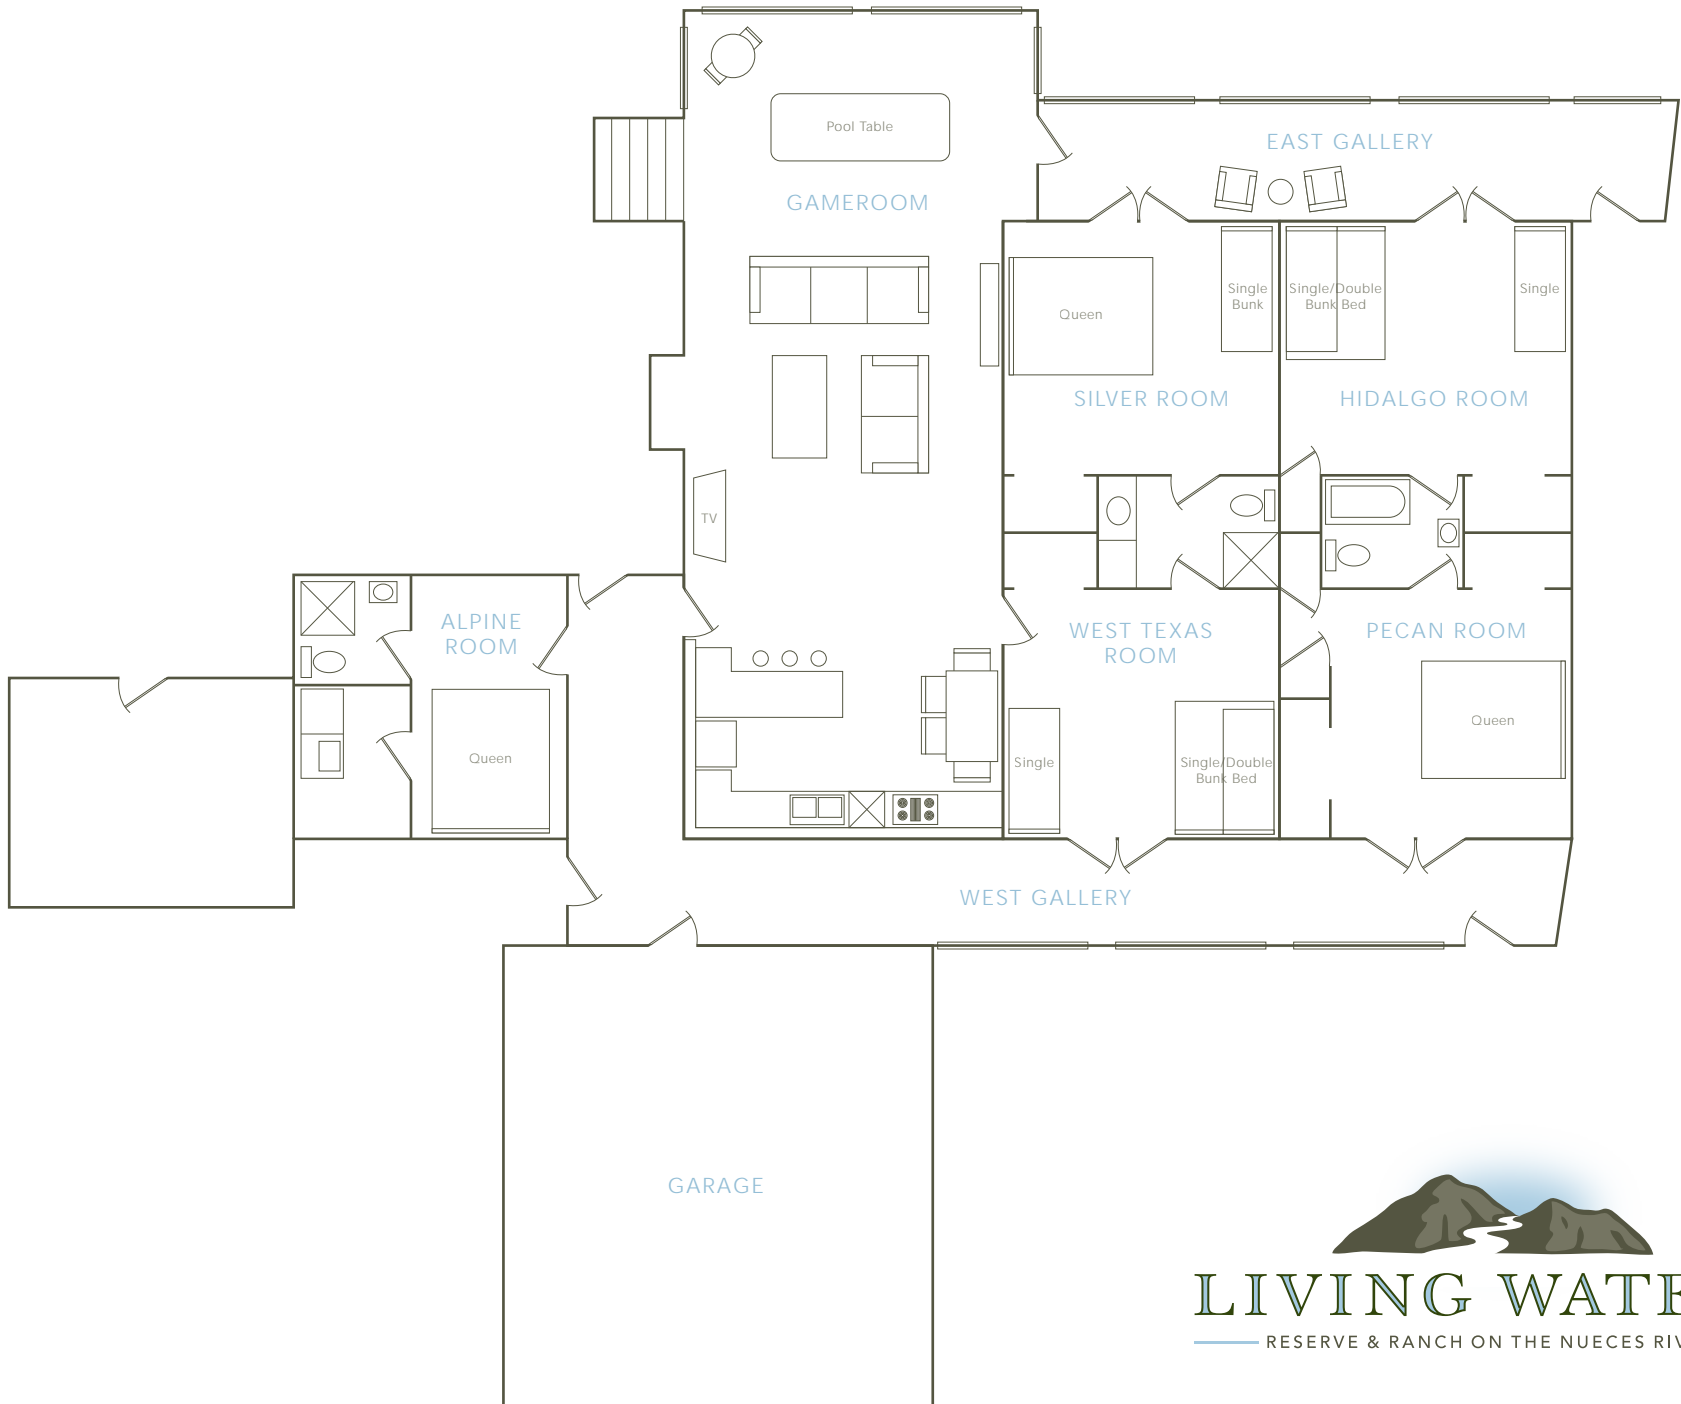 Pool Table
EAST GALLERY
GAMEROOM
Single
Bunk
Single/Double
Bunk Bed
Single
Queen
SILVER ROOM
HIDALGO ROOM
TV
ALPINE
ROOM
WEST TEXAS
ROOM
PECAN ROOM
Queen
Queen
Single
Single/Double
Bunk Bed
WEST GALLERY
GARAGE
LIVING WATE
RESERVE & RANCH ON THE NUECES RIV